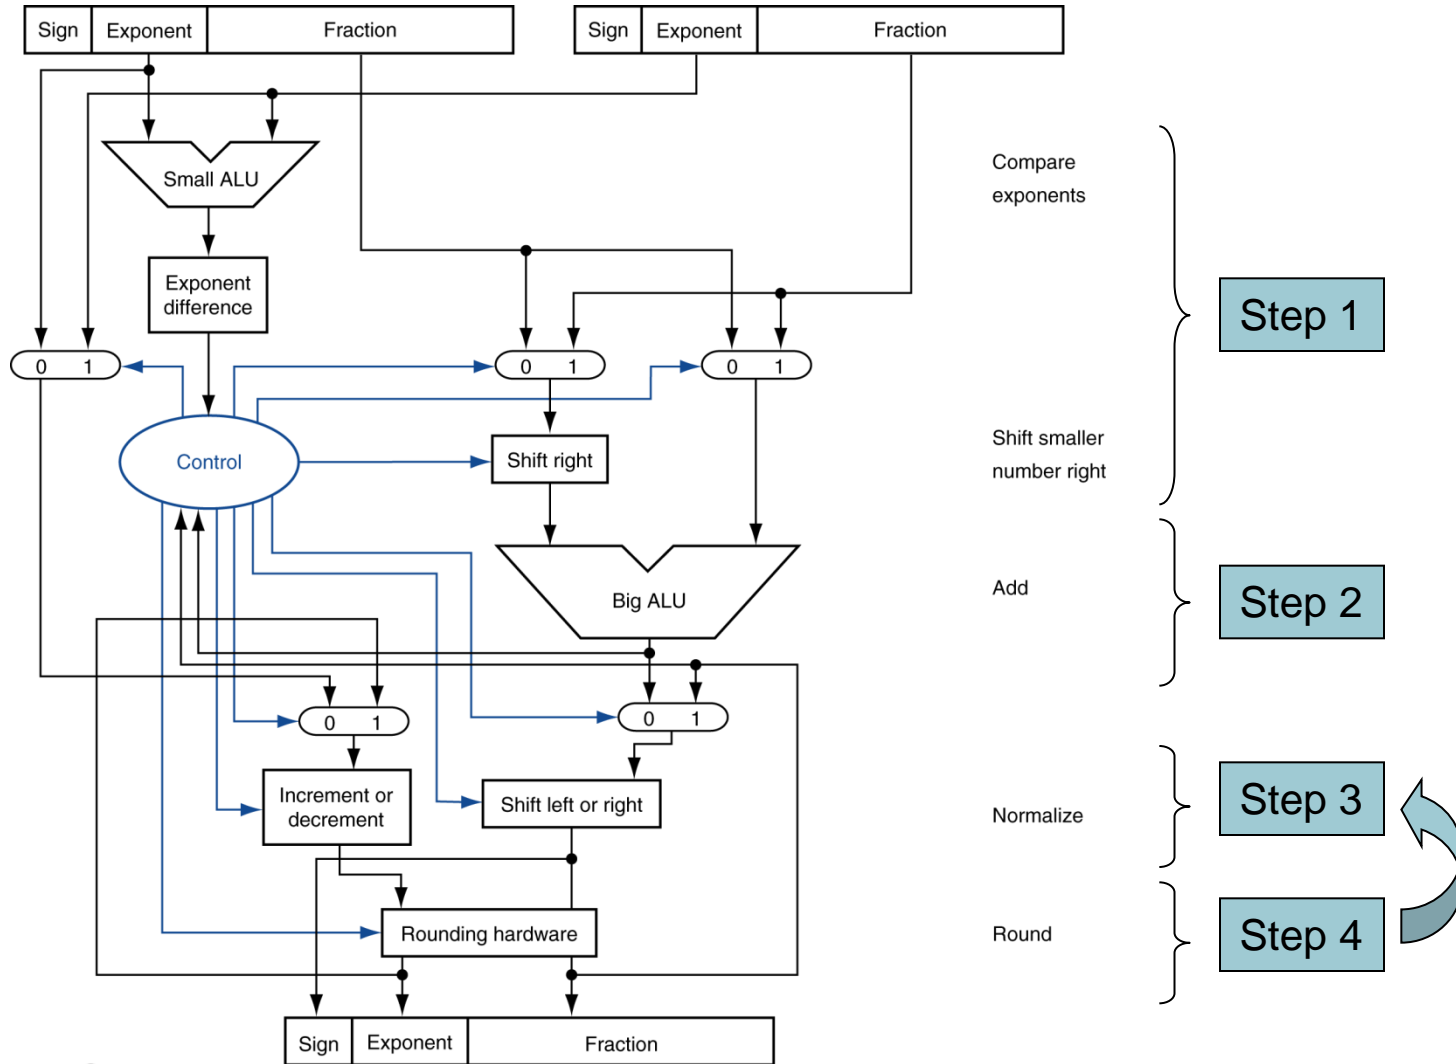 Sign Exponent Fraction
Sign Exponent Fraction
Small ALU
Compare
exponents
Exponent
difference
Step 1
0 1
0 1
0 1
Control
Shift right
Shift smaller
number right
Big ALU
Add
Step 2
0 1
0 1
Increment or
decrement
Shift left or right
Normalize
Step 3
Rounding hardware
Round
Step 4
Sign Exponent Fraction